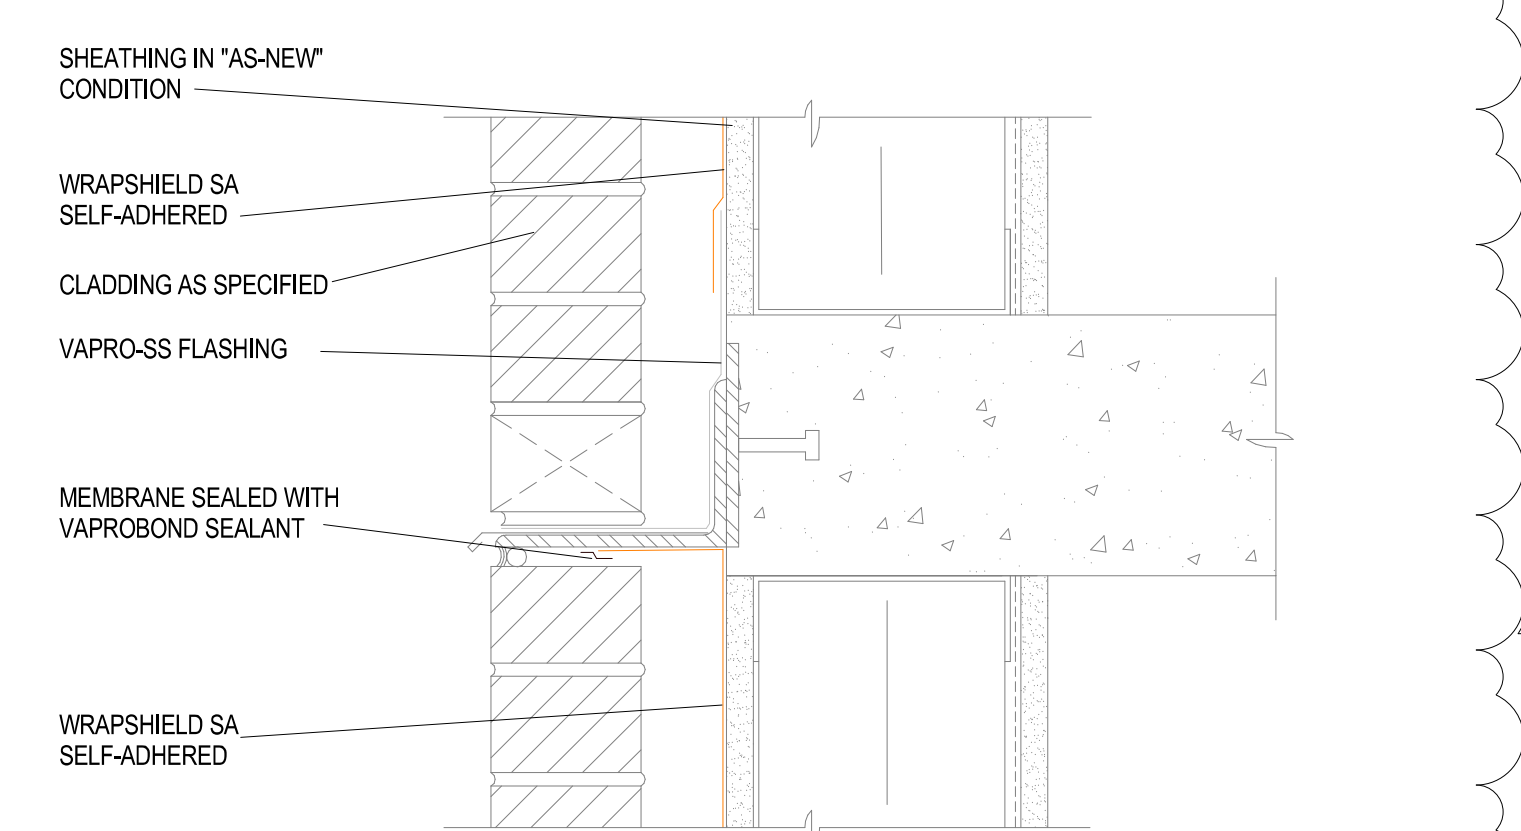 SHEATHING IN "AS-NEW"
CONDITION
WRAPSHIELD SA
SELF-ADHERED
CLADDING AS SPECIFIED
VAPRO-SS FLASHING
MEMBRANE SEALED WITH
VAPROBOND SEALANT
WRAPSHIELD SA
SELF-ADHERED